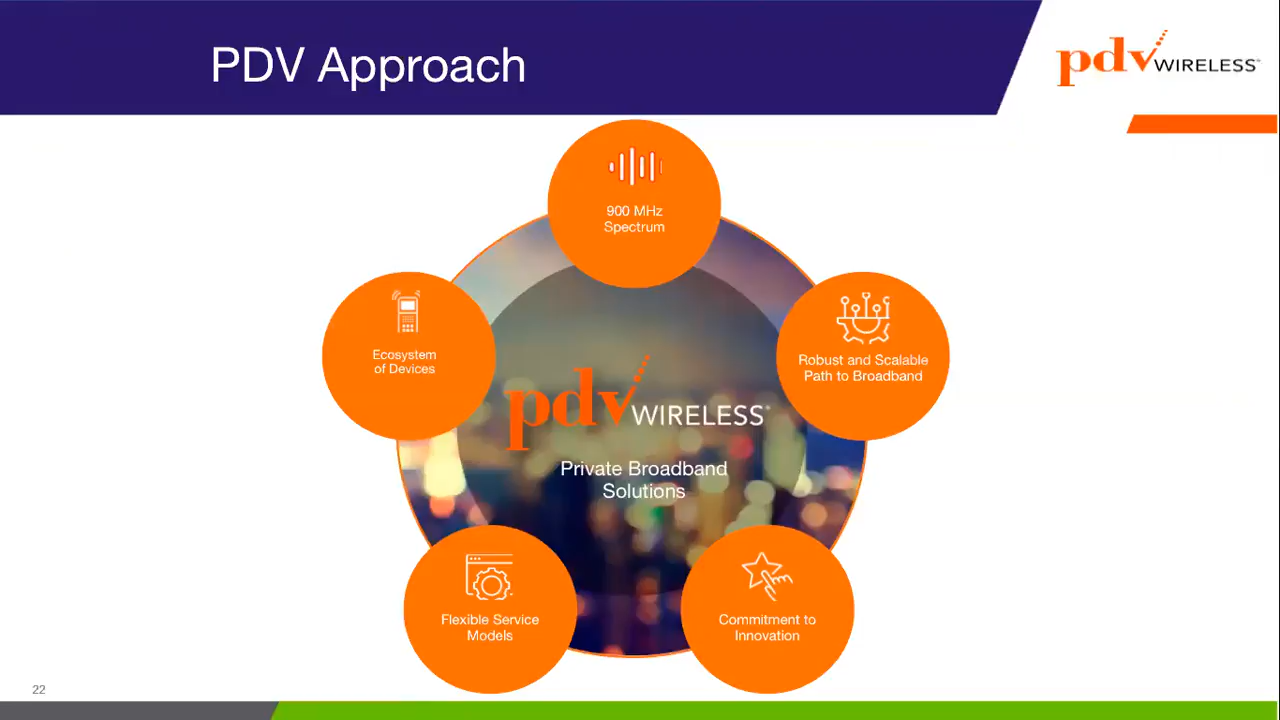 PDV Approach
pdv WIRELESS
900 MHz
Spectrum
Ecosystem
of Devices
Robust and Scalable
Path to Broadband
pdv WIRELESS
Private Broadband
Solutions
Flexible Service
Models
Commitment to
Innovation
22